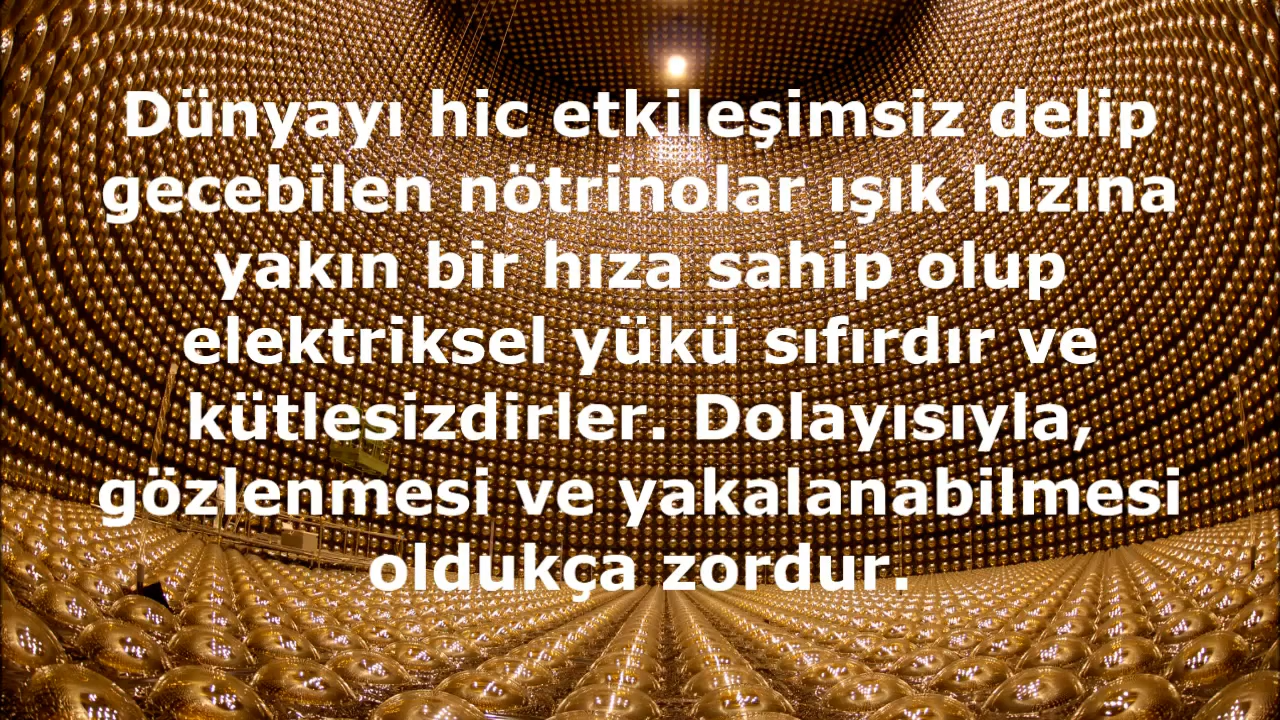 Dünyayı hic etkileşimsiz delip
gecebilen nötrinolar ışık hızına
yakın bir hıza sahip olup
elektriksel yükü sıfırdır ve
kütlesizdirler. Dolayısıyla,
gözlenmesi ve yakalanabilmesi
oldukça zordur.